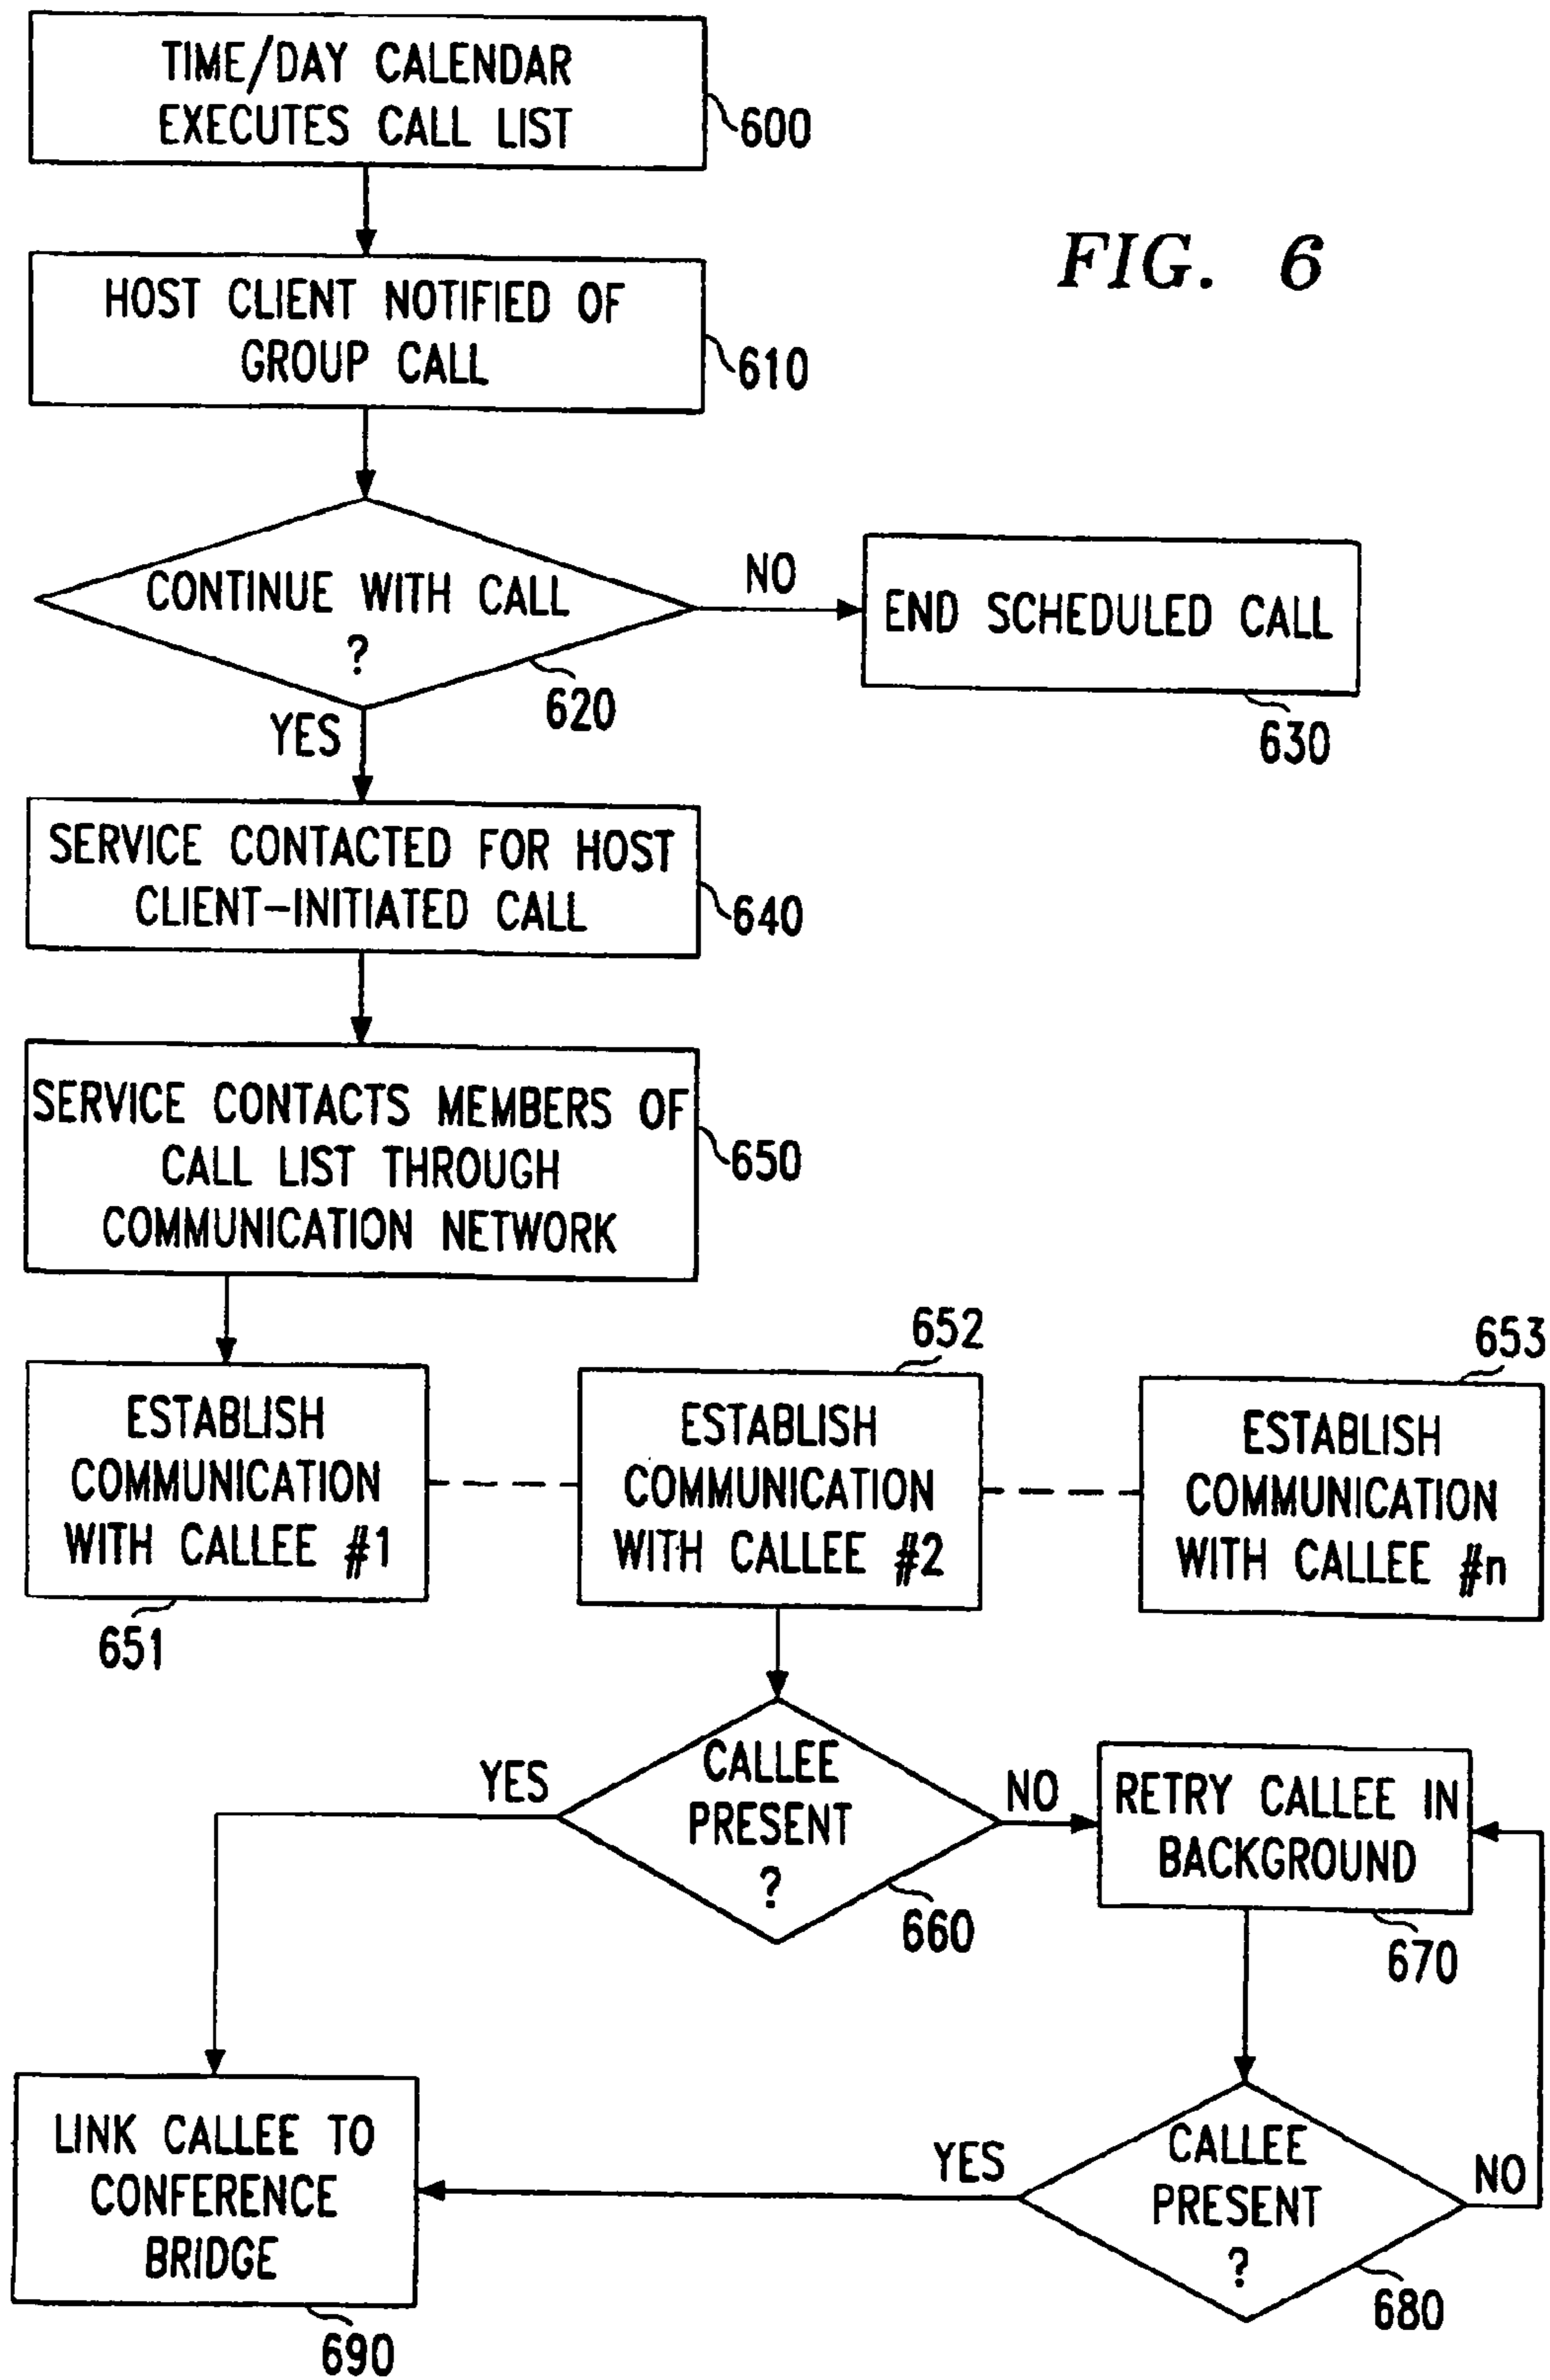 TIME/DAY CALENDAR
EXECUTES CALL LIST
600
FIG. 6
HOST CLIENT NOTIFIED OF
GROUP CALL
610
CONTINUE WITH CALL
?
620
NO
END SCHEDULED CALL
630
YES
SERVICE CONTACTED FOR HOST
CLIENT-INITIATED CALL
640
SERVICE CONTACTS MEMBERS OF
CALL LIST THROUGH
COMMUNICATION NETWORK
650
ESTABLISH
COMMUNICATION
WITH CALLEE #1
651
652
ESTABLISH
COMMUNICATION
WITH CALLEE #2
653
ESTABLISH
COMMUNICATION
WITH CALLEE #n
CALLEE
PRESENT
?
660
YES
NO
RETRY CALLEE IN
BACKGROUND
670
CALLEE
PRESENT
?
680
YES
NO
LINK CALLEE TO
CONFERENCE
BRIDGE
690